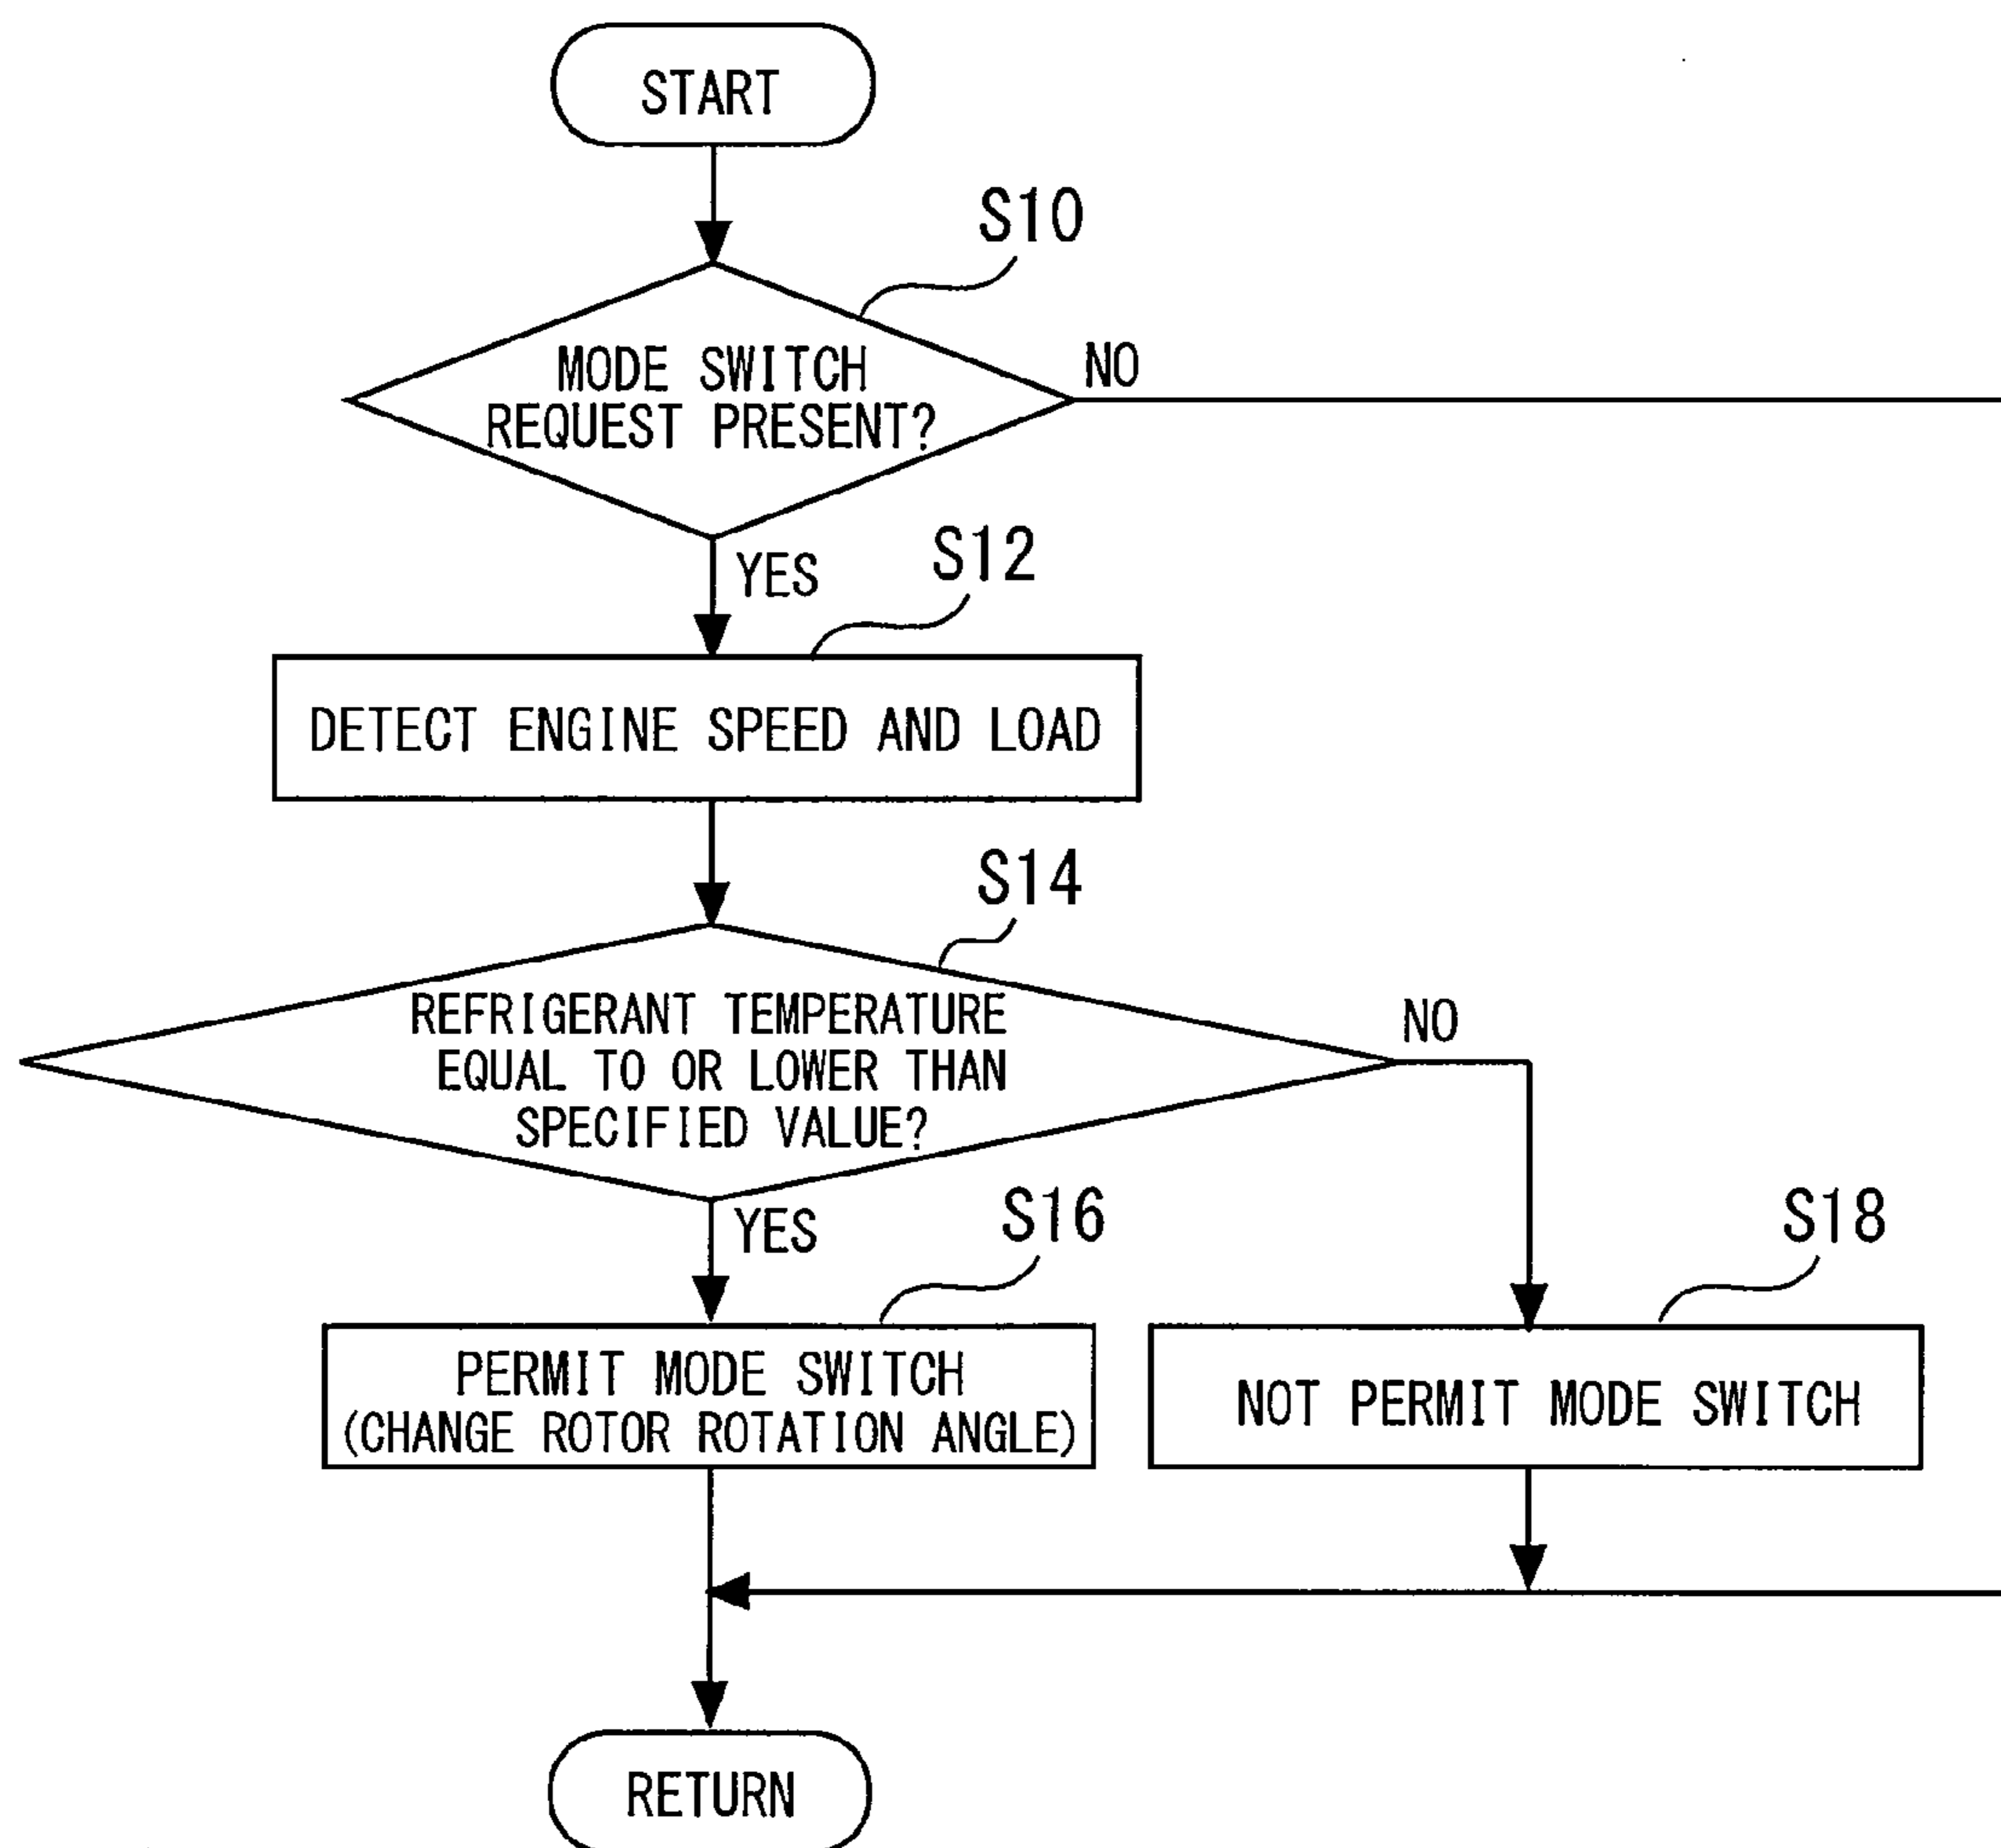 START
S10
MODE SWITCH
REQUEST PRESENT?
NO
YES
S12
DETECT ENGINE SPEED AND LOAD
S14
REFRIGERANT TEMPERATURE
EQUAL TO OR LOWER THAN
SPECIFIED VALUE?
NO
YES
S16
S18
PERMIT MODE SWITCH
(CHANGE ROTOR ROTATION ANGLE)
NOT PERMIT MODE SWITCH
RETURN